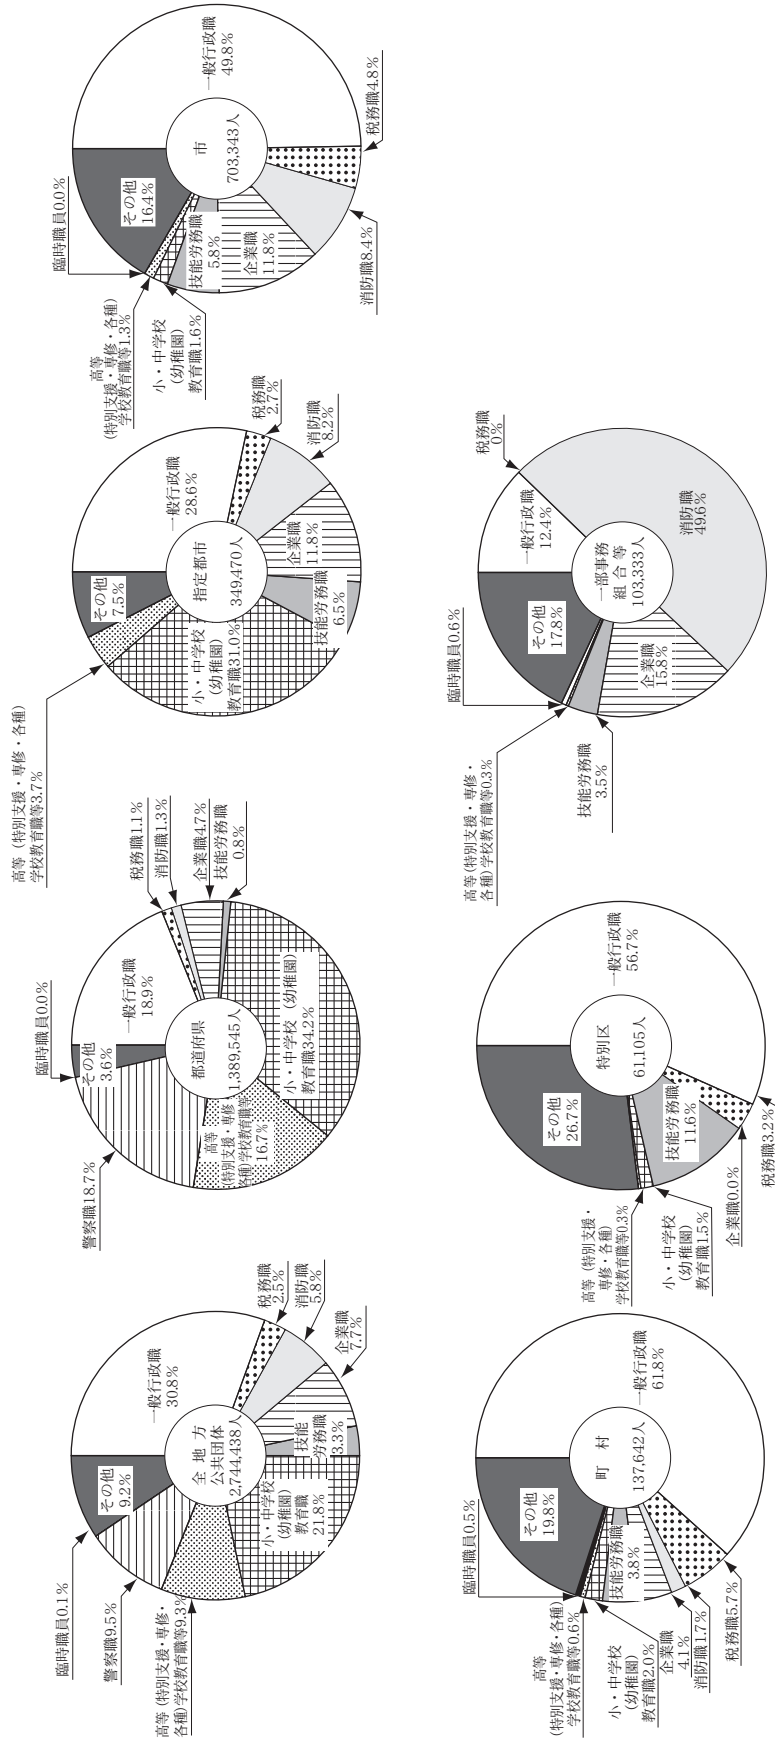 全地方
公共団体
2,744,438人
一般行政職
30.8%
税務職
2.5%
消防職
5.8%
企業職
7.7%
技能
労務職
3.3%
小・中学校
(幼稚園)
教育職
21.8%
高等(特別支援・専修・
各種)学校教育職等9.3%
警察職9.5%
臨時職員0.1%
その他
9.2%
都道府県
1,389,545人
一般行政職
18.9%
税務職1.1%
消防職1.3%
企業職4.7%
技能労務職
0.8%
小・中学校(幼稚園)
教育職34.2%
高等
(特別支援・専修・
各種)学校教育職等
16.7%
警察職18.7%
臨時職員0.0%
その他
3.6%
指定都市
349,470人
一般行政職
28.6%
税務職
2.7%
消防職
8.2%
企業職
11.8%
技能労務職
6.5%
小・中学校
(幼稚園)
教育職31.0%
高等(特別支援・専修・各種)
学校教育職等3.7%
その他
7.5%
市
703,343人
一般行政職
49.8%
税務職4.8%
消防職8.4%
企業職
11.8%
技能労務職
5.8%
小・中学校
(幼稚園)
教育職1.6%
高等
(特別支援・専修・各種)
学校教育職等1.3%
臨時職員0.0%
その他
16.4%
町村
137,642人
一般行政職
61.8%
税務職5.7%
消防職1.7%
企業職
4.1%
技能労務職
3.8%
小・中学校
(幼稚園)
教育職2.0%
高等
(特別支援・専修・各種)
学校教育職等0.6%
臨時職員0.5%
その他
19.8%
特別区
61,105人
一般行政職
56.7%
税務職3.2%
企業職0.0%
技能労務職
11.6%
小・中学校
(幼稚園)
教育職1.5%
高等(特別支援・
専修・各種)
学校教育職等0.3%
その他
26.7%
一部事務
組合等
103,333人
一般行政職
12.4%
税務職
0%
消防職
49.6%
企業職
15.8%
技能労務職
3.5%
高等(特別支援・専修・
各種)学校教育職等0.3%
臨時職員0.6%
その他
17.8%